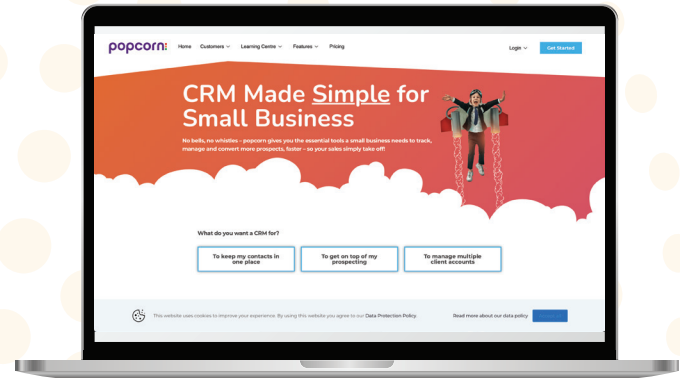 popcorn:
Home Customers Learning Centre Features Pricing Login Get Started
CRM Made Simple for
Small Business
No bells, no whistles - popcorn gives you the essential tools a small business needs to track,
manage and convert more prospects, faster – so your sales simply take off!
What do you want a CRM for?
To keep my contacts in
one place
To get on top of my
prospecting
To manage multiple
client accounts
This website uses cookies to improve your experience. By using this website you agree to our Data Protection Policy. Read more about our data policy